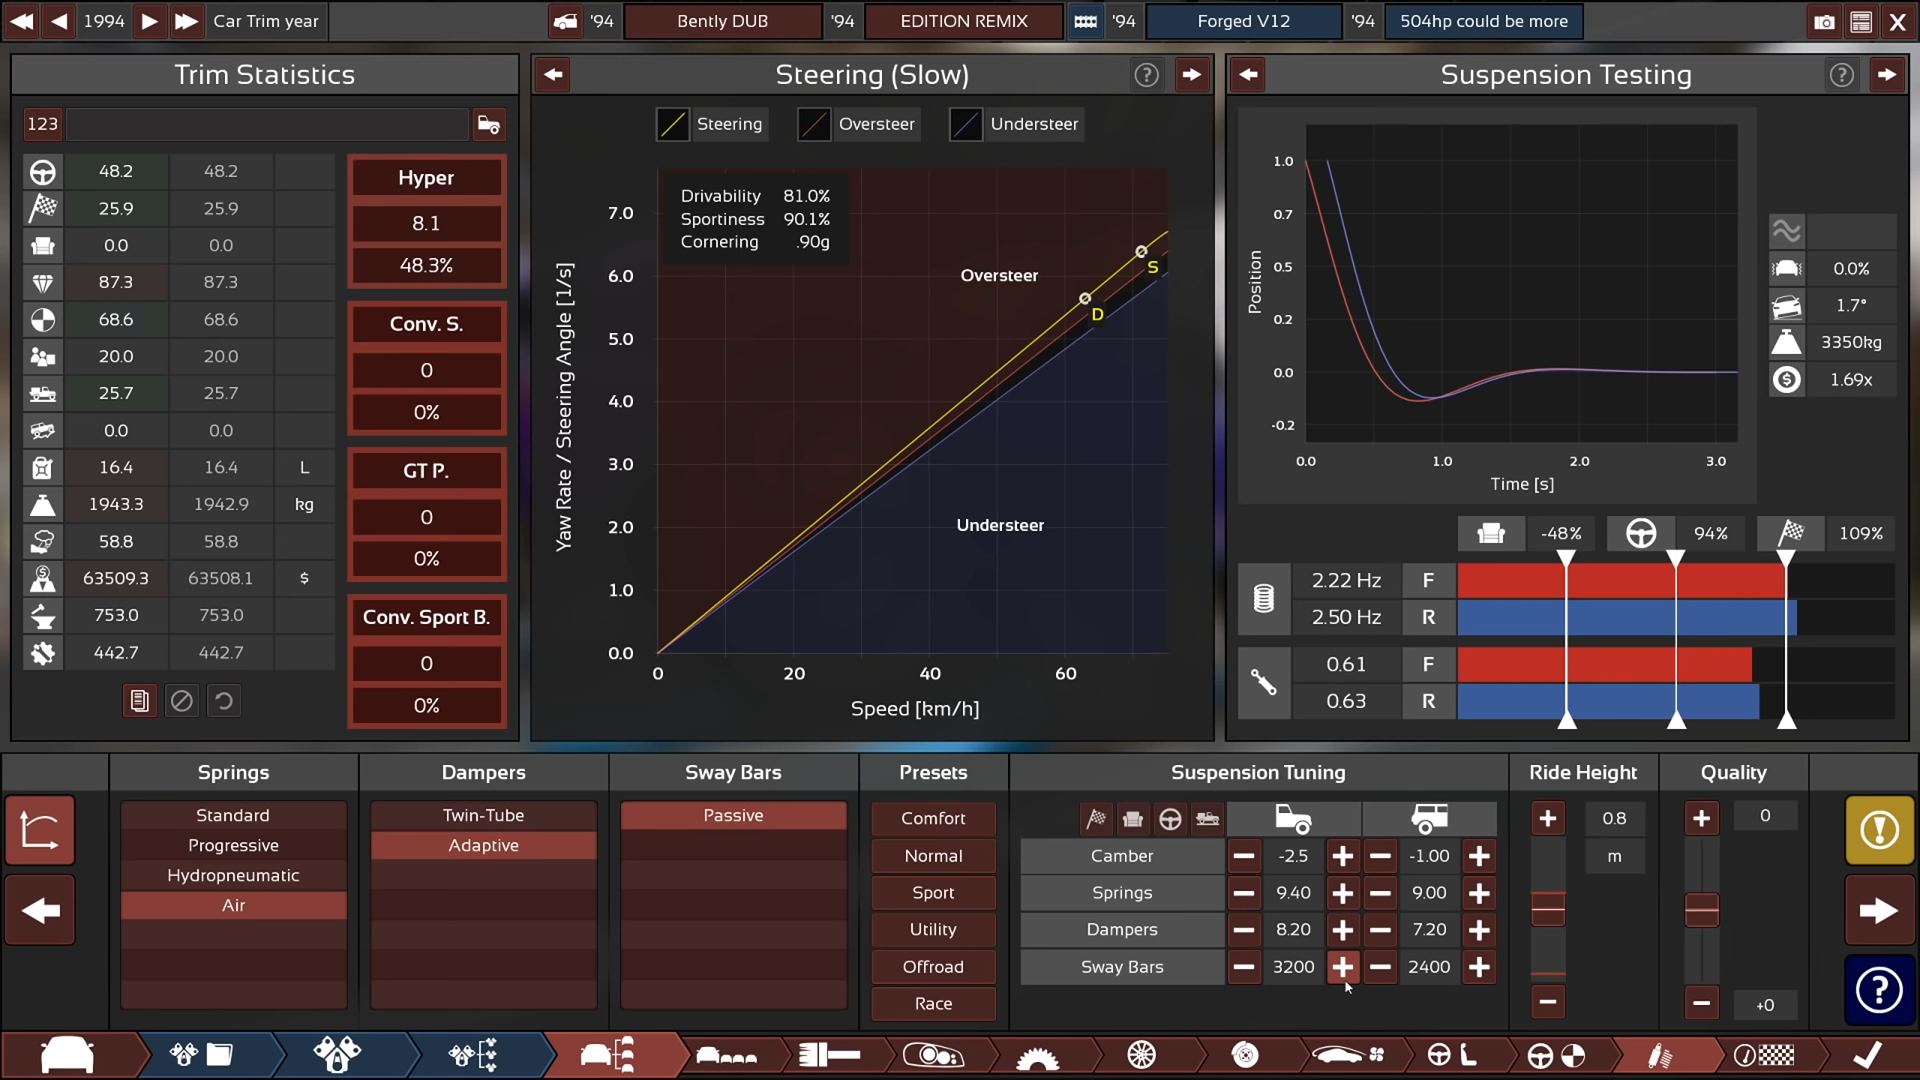 1994
Car Trim year
'94
Bently DUB
'94
EDITION REMIX
'94
Forged V12
'94
504hp could be more
X
Trim Statistics
123
48.2 48.2
25.9 25.9
0.0 0.0
87.3 87.3
68.6 68.6
20.0 20.0
25.7 25.7
0.0 0.0
16.4 16.4 L
1943.3 1942.9 kg
58.8 58.8
63509.3 63508.1 $
753.0 753.0
442.7 442.7
Hyper
8.1
48.3%
Conv. S.
0
0%
GT P.
0
0%
Conv. Sport B.
0
0%
Steering (Slow)
?
Steering
Oversteer
Understeer
Drivability 81.0%
Sportiness 90.1%
Cornering .90g
Oversteer
Understeer
S
D
Yaw Rate / Steering Angle [1/s]
7.0
6.0
5.0
4.0
3.0
2.0
1.0
0.0
0 20 40 60
Speed [km/h]
Suspension Testing
?
Position
1.0
0.7
0.5
0.2
0.0
-0.2
0.0 1.0 2.0 3.0
Time [s]
0.0%
1.7°
3350kg
1.69x
-48%
94%
109%
2.22 Hz F
2.50 Hz R
0.61 F
0.63 R
Springs
Standard
Progressive
Hydropneumatic
Air
Dampers
Twin-Tube
Adaptive
Sway Bars
Passive
Presets
Comfort
Normal
Sport
Utility
Offroad
Race
Suspension Tuning
Camber − -2.5 + − -1.00 +
Springs − 9.40 + − 9.00 +
Dampers − 8.20 + − 7.20 +
Sway Bars − 3200 + − 2400 +
Ride Height
+ 0.8
m
−
Quality
+ 0
− +0
!
?